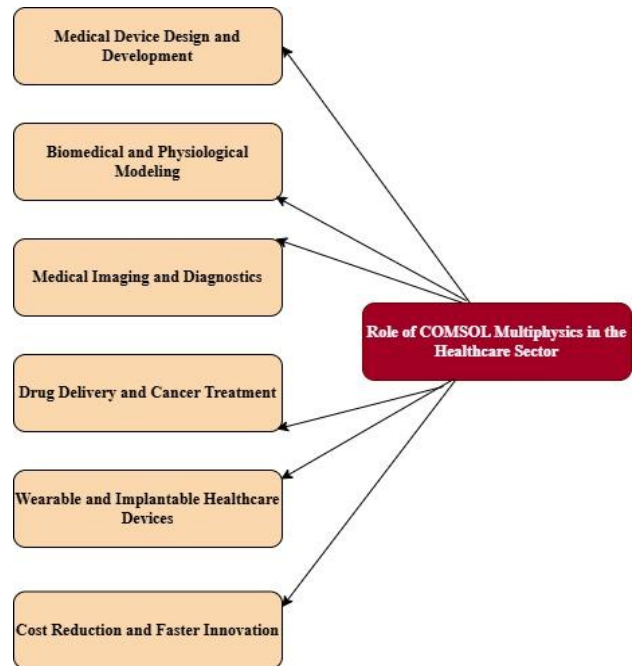 Medical Device Design and
Development
Biomedical and Physiological
Modeling
Medical Imaging and Diagnostics
Role of COMSOL Multiphysics in the
Healthcare Sector
Drug Delivery and Cancer Treatment
Wearable and Implantable Healthcare
Devices
Cost Reduction and Faster Innovation